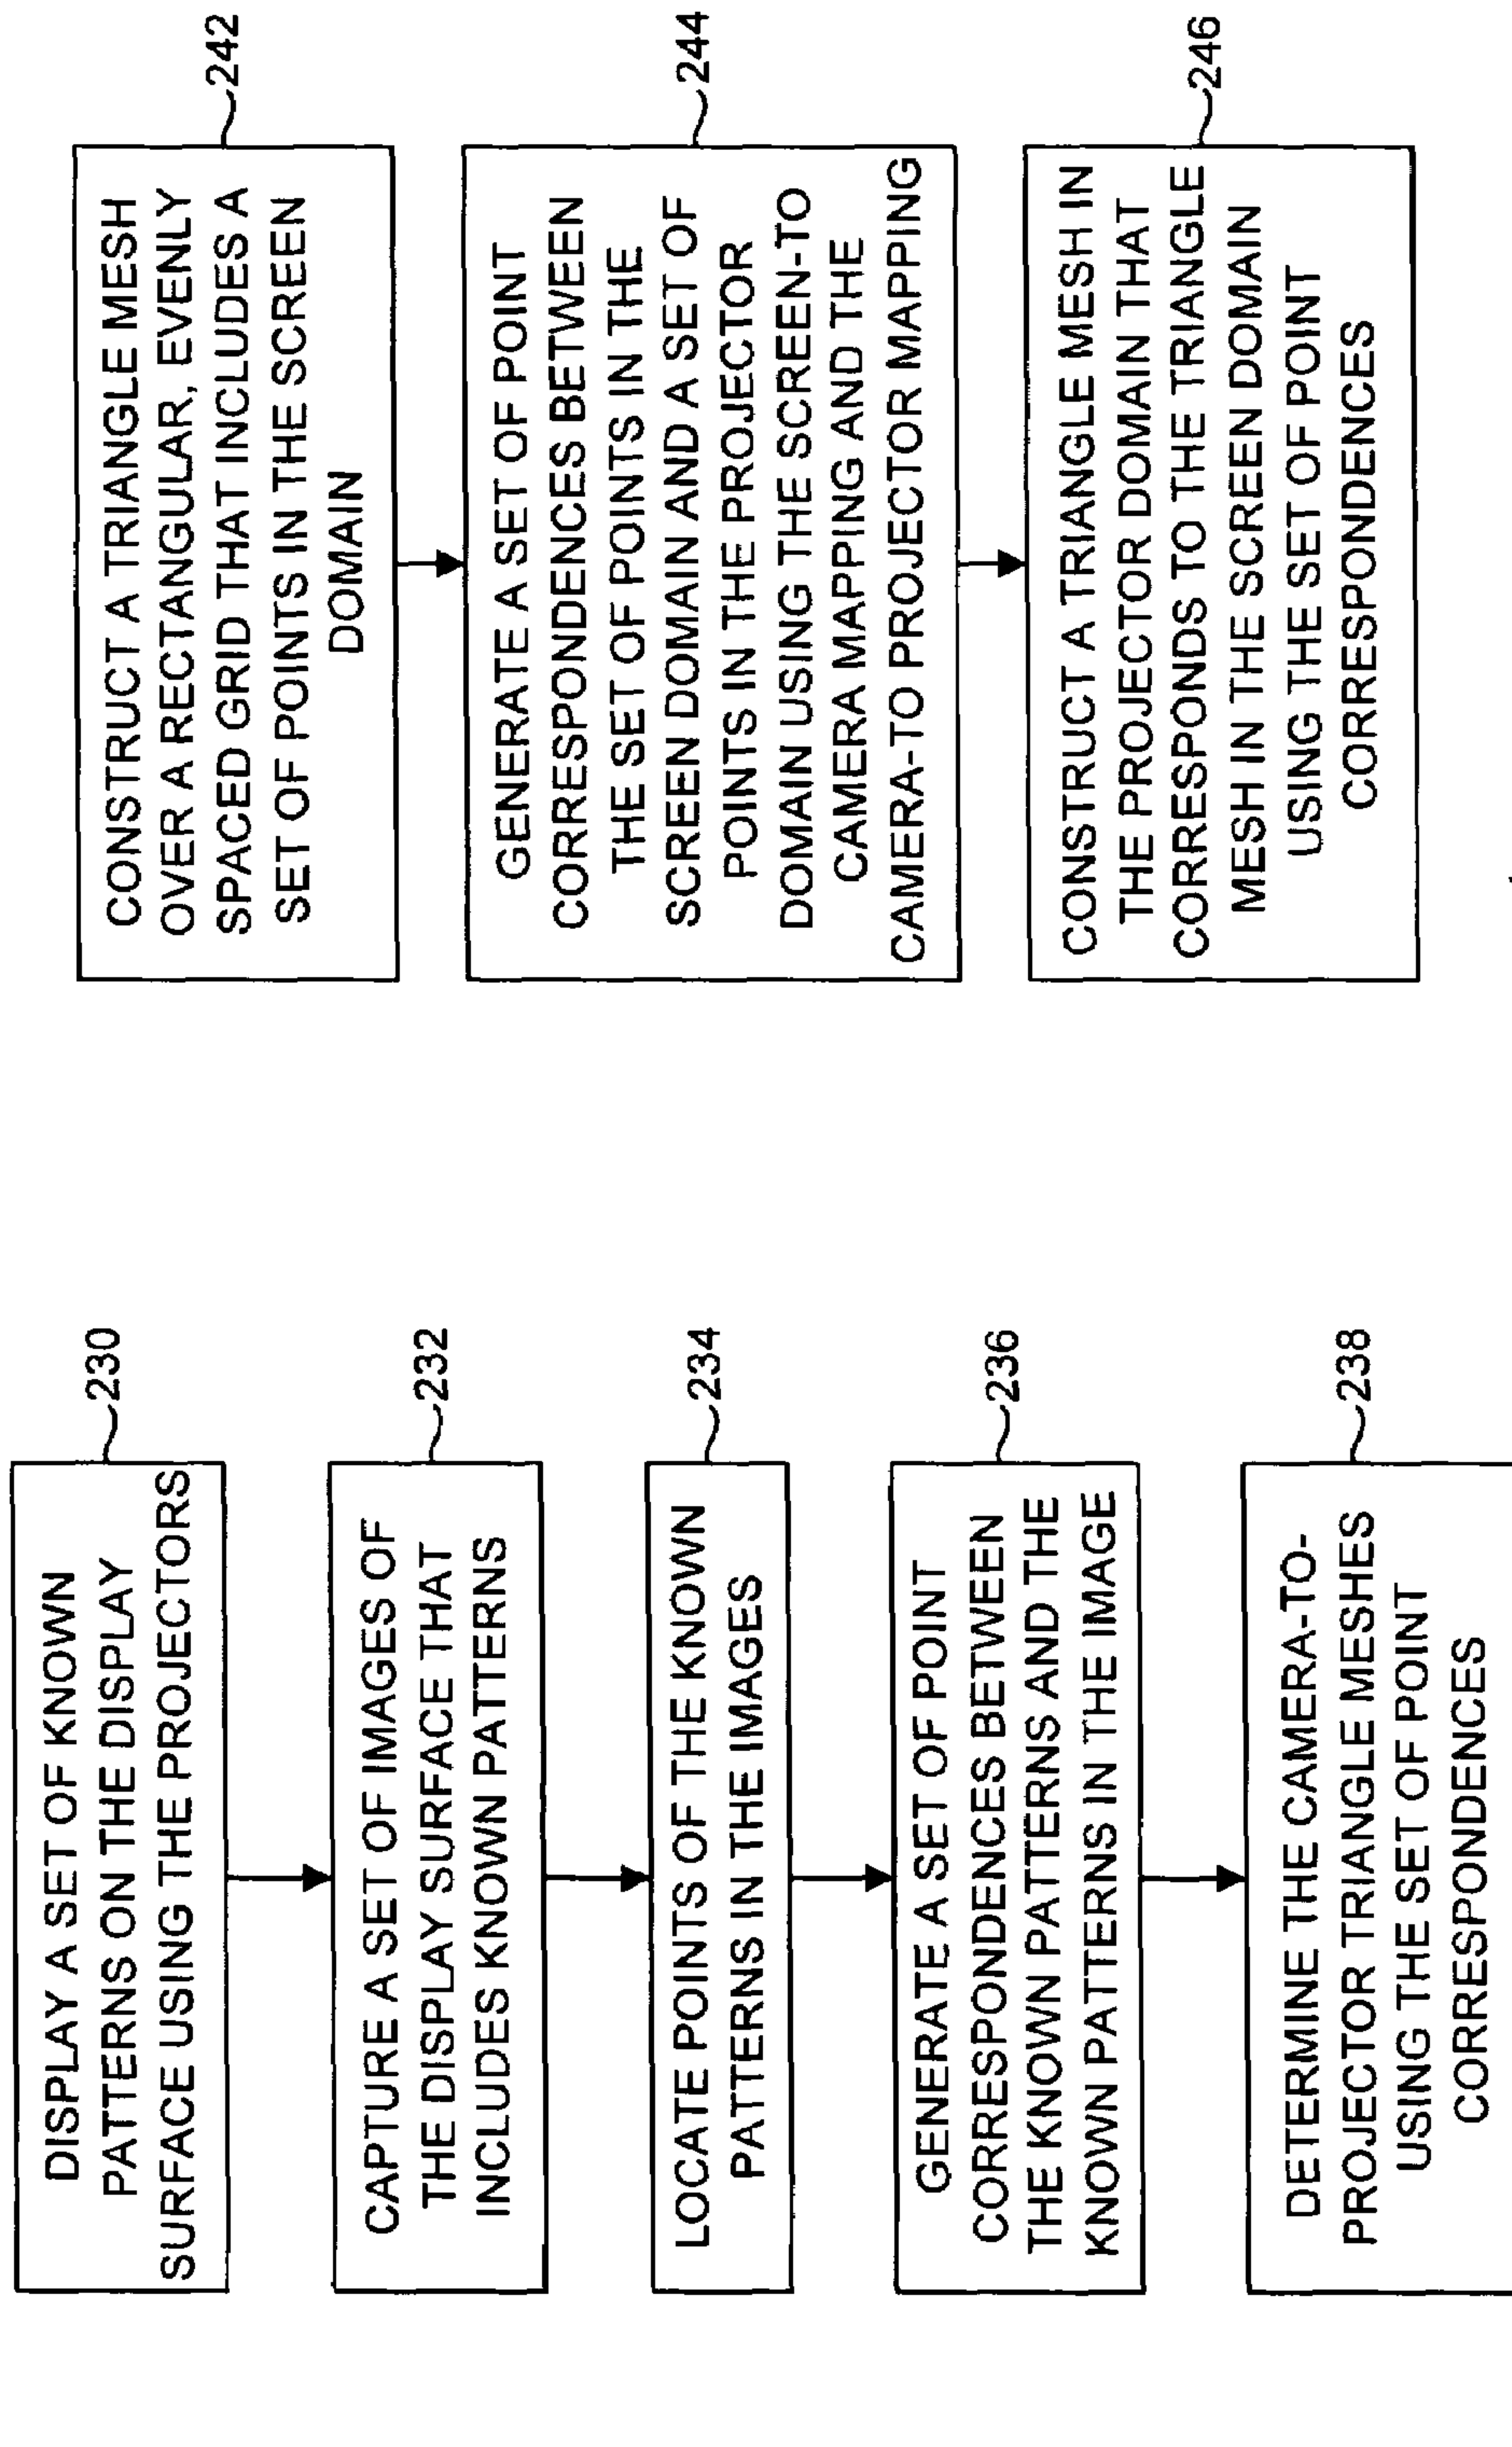 DISPLAY A SET OF KNOWN
PATTERNS ON THE DISPLAY
SURFACE USING THE PROJECTORS
230
CAPTURE A SET OF IMAGES OF
THE DISPLAY SURFACE THAT
INCLUDES KNOWN PATTERNS
232
LOCATE POINTS OF THE KNOWN
PATTERNS IN THE IMAGES
234
GENERATE A SET OF POINT
CORRESPONDENCES BETWEEN
THE KNOWN PATTERNS AND THE
KNOWN PATTERNS IN THE IMAGE
236
DETERMINE THE CAMERA-TO-
PROJECTOR TRIANGLE MESHES
USING THE SET OF POINT
CORRESPONDENCES
238
CONSTRUCT A TRIANGLE MESH
OVER A RECTANGULAR, EVENLY
SPACED GRID THAT INCLUDES A
SET OF POINTS IN THE SCREEN
DOMAIN
242
GENERATE A SET OF POINT
CORRESPONDENCES BETWEEN
THE SET OF POINTS IN THE
SCREEN DOMAIN AND A SET OF
POINTS IN THE PROJECTOR
DOMAIN USING THE SCREEN-TO
CAMERA MAPPING AND THE
CAMERA-TO PROJECTOR MAPPING
244
CONSTRUCT A TRIANGLE MESH IN
THE PROJECTOR DOMAIN THAT
CORRESPONDS TO THE TRIANGLE
MESH IN THE SCREEN DOMAIN
USING THE SET OF POINT
CORRESPONDENCES
246